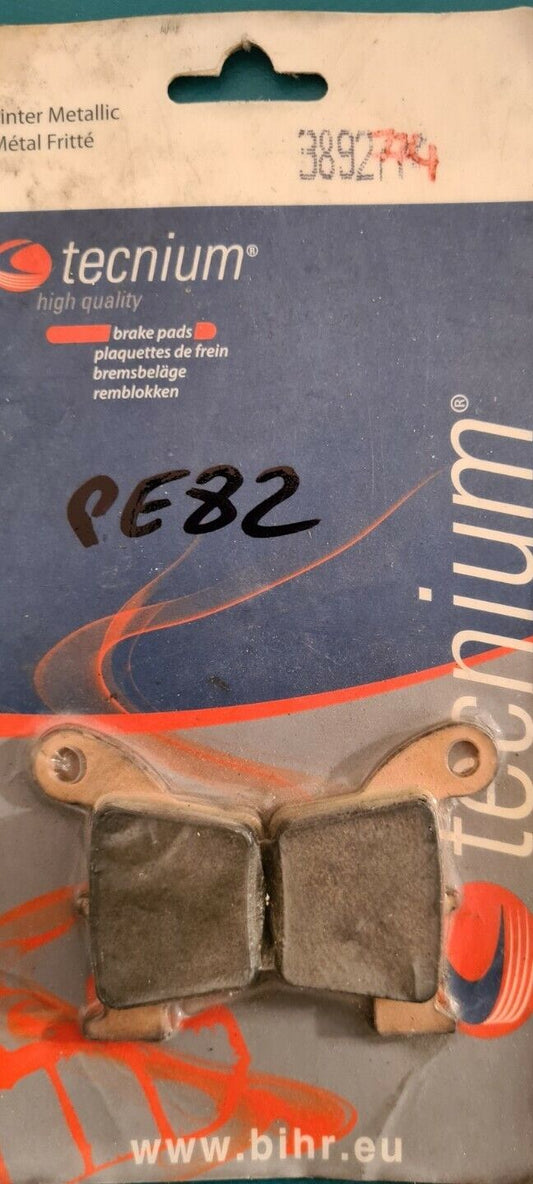 inter Metallic
Métal Fritté
3892
tecnium®
high quality
brake pads
plaquettes de frein
bremsbeläge
remblokken
PE82
tecnium®
www.bihr.eu